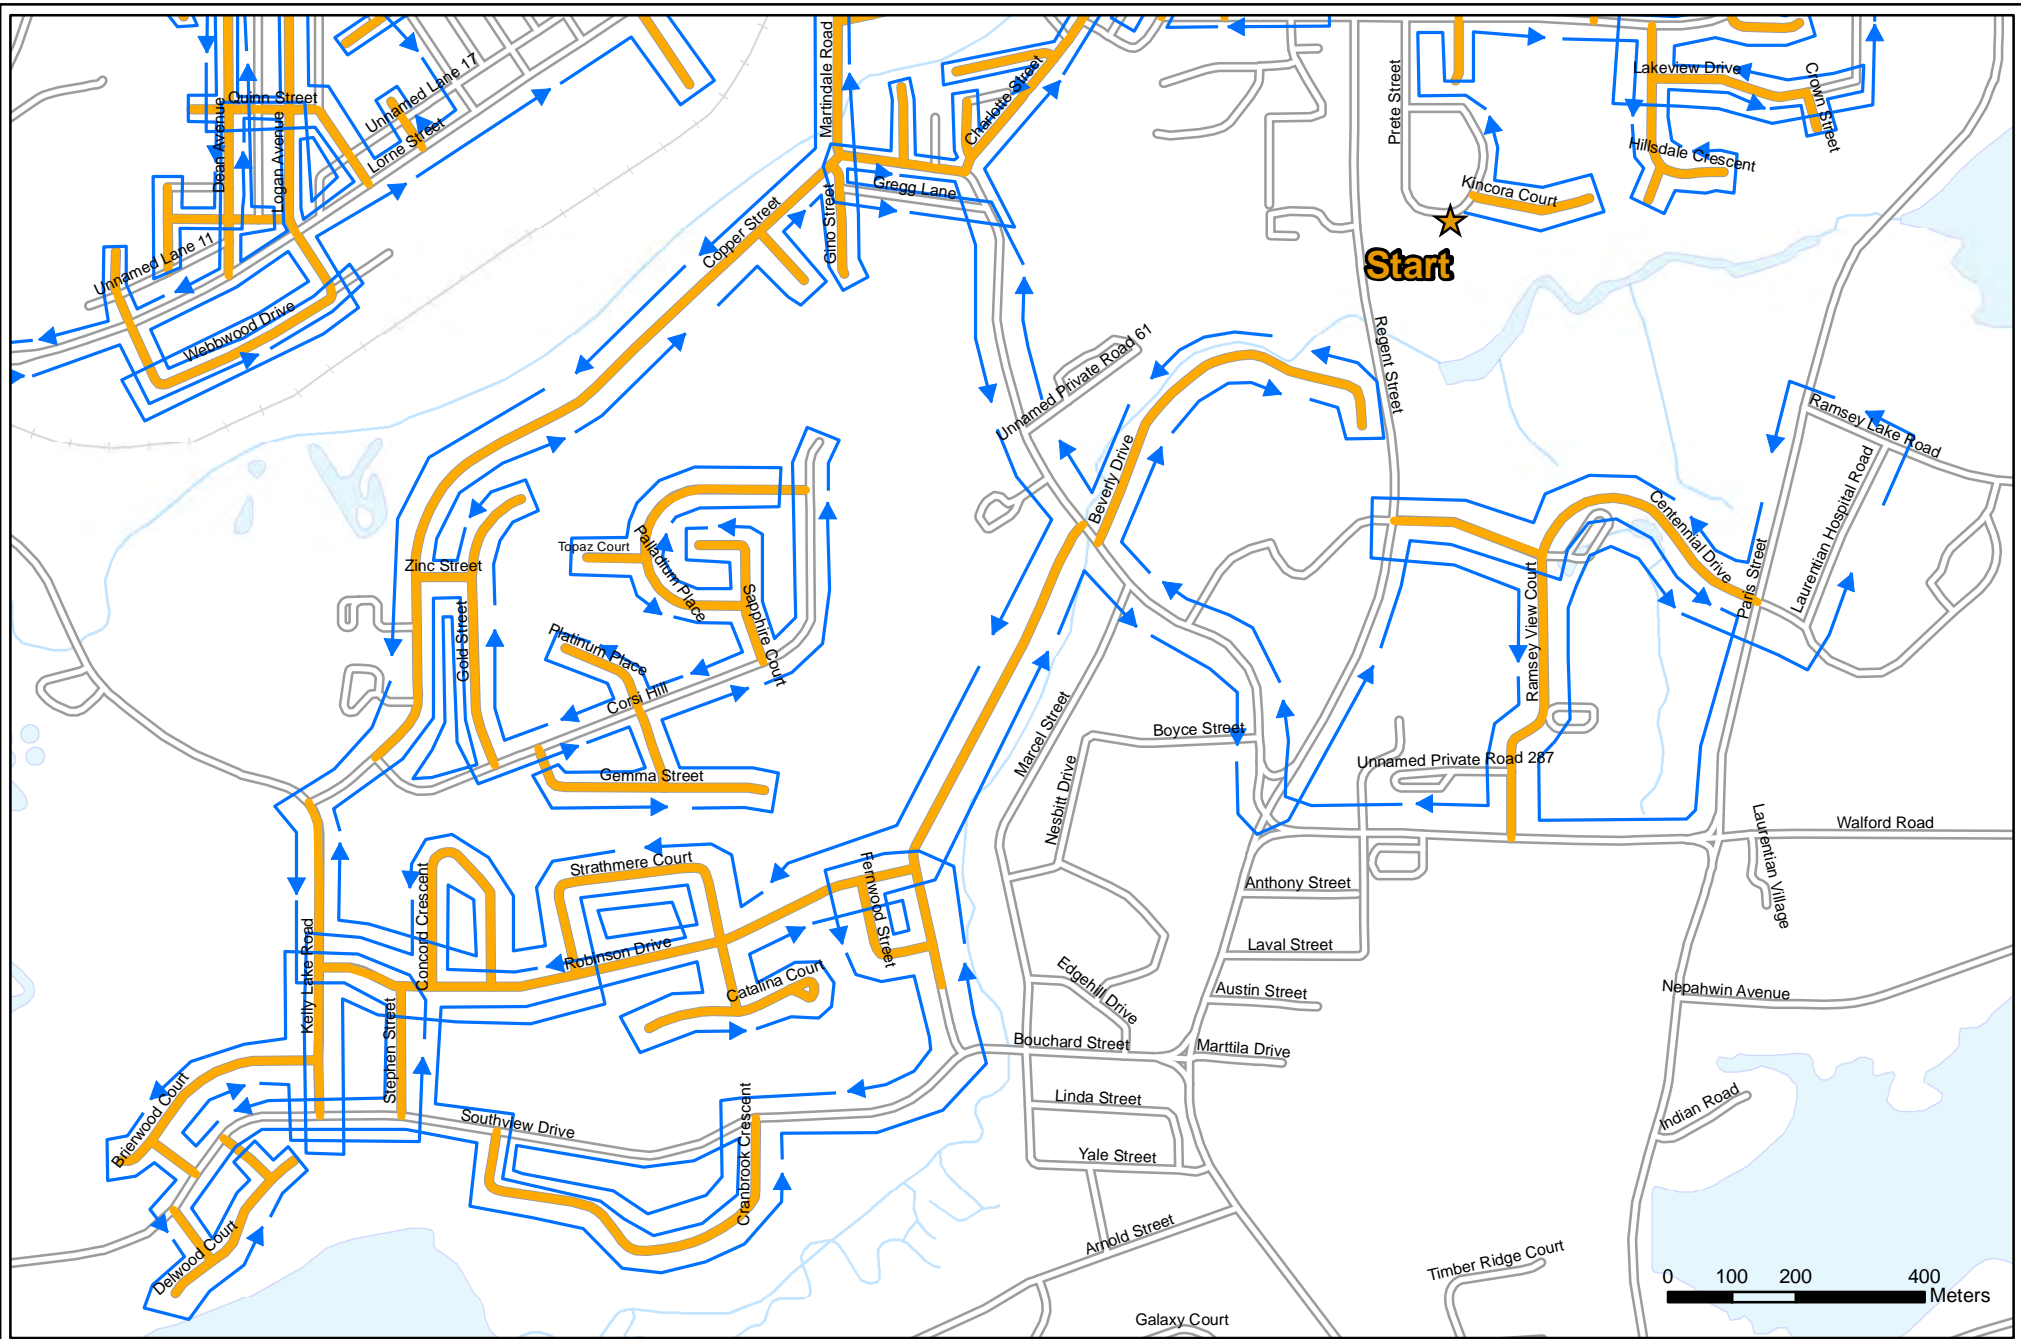 Martindale Road
Unnamed Lane 17
Quinn Street
Dean Avenue
Logan Avenue
Lorne Street
Charlotte Street
Prete Street
Lakeview Drive
Crown Street
Hillsdale Crescent
Kincora Court
Gregg Lane
Gino Street
Copper Street
Start
Unnamed Lane 11
Webbwood Drive
Regent Street
Unnamed Private Road 61
Ramsey Lake Road
Beverly Drive
Laurentian Hospital Road
Centennial Drive
Paris Street
Topaz Court
Palladium Place
Zinc Street
Gold Street
Sapphire Court
Platinum Place
Corsi Hill
Ramsey View Court
Marcel Street
Boyce Street
Nesbitt Drive
Unnamed Private Road 287
Gemma Street
Walford Road
Laurentian Village
Strathmere Court
Fernwood Street
Concord Crescent
Anthony Street
Robinson Drive
Laval Street
Kelly Lake Road
Catalina Court
Edgehill Drive
Austin Street
Nepahwin Avenue
Stephen Street
Bouchard Street
Marttila Drive
Brierwood Court
Southview Drive
Cranbrook Crescent
Linda Street
Indian Road
Yale Street
Delwood Court
Arnold Street
Timber Ridge Court
0 100 200 400
Meters
Galaxy Court